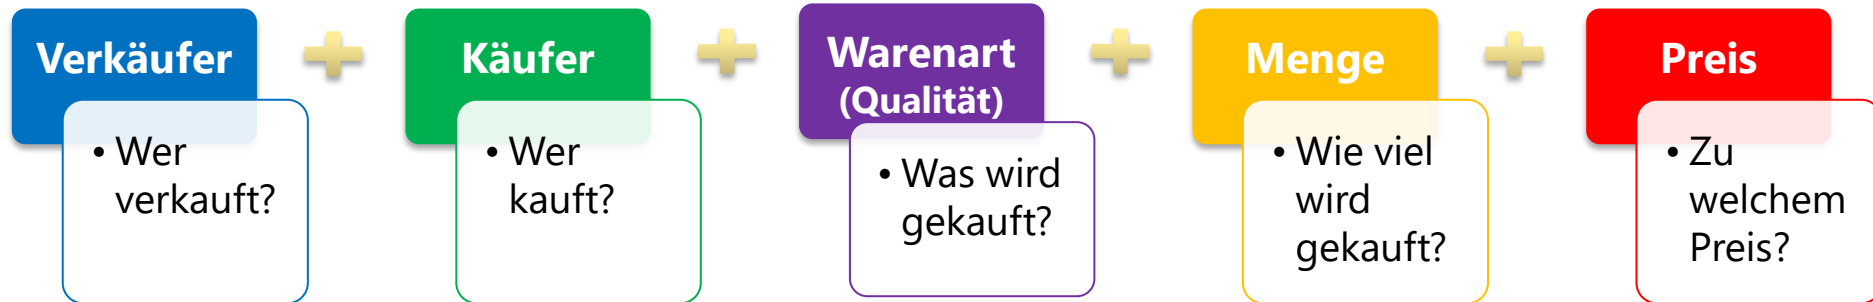 Verkäufer
• Wer
verkauft?
Käufer
• Wer
kauft?
Warenart
(Qualität)
• Was wird
gekauft?
Menge
• Wie viel
wird
gekauft?
Preis
• Zu
welchem
Preis?